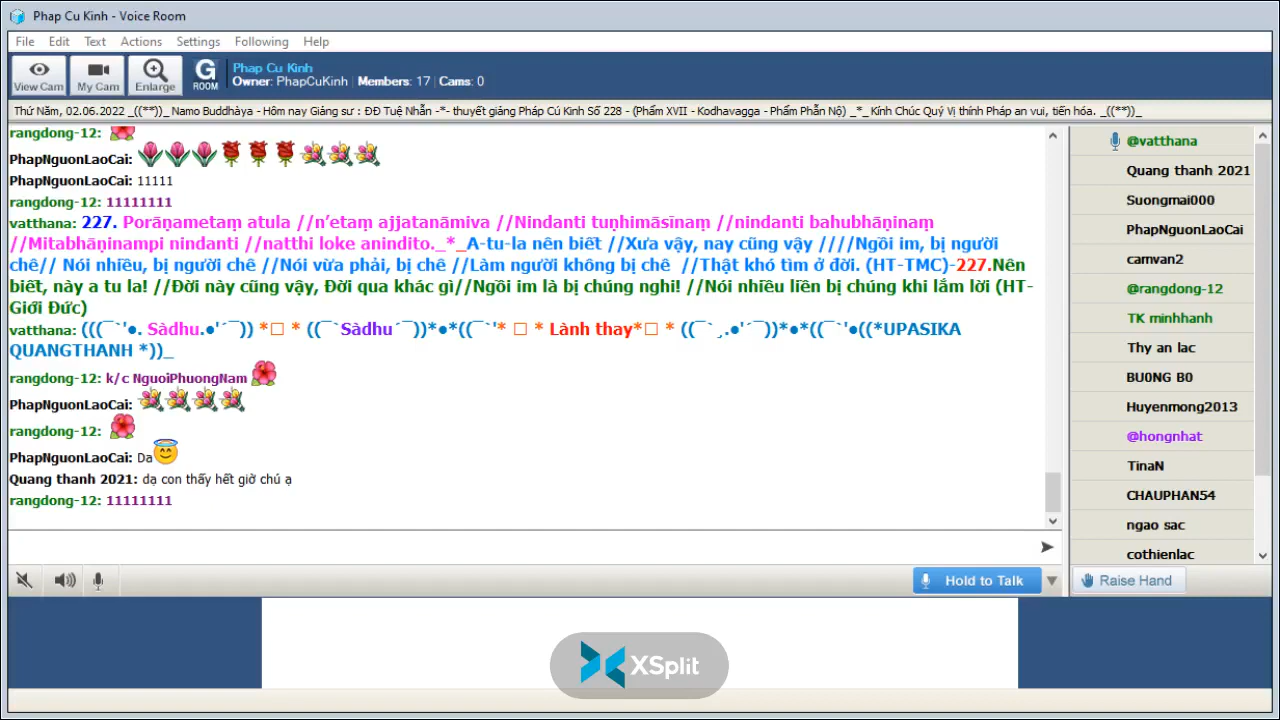 Phap Cu Kinh - Voice Room
File Edit Text Actions Settings Following Help
View Cam My Cam Enlarge G ROOM
Phap Cu Kinh
Owner: PhapCuKinh | Members: 17 | Cams: 0
Thứ Năm, 02.06.2022 _((**))_ Namo Buddhàya - Hôm nay Giảng sư : ĐĐ Tuệ Nhẫn -*- thuyết giảng Pháp Cú Kinh Số 228 - (Phẩm XVII - Kodhavagga - Phẩm Phẫn Nộ) _*_ Kính Chúc Quý Vị thính Pháp an vui, tiến hóa. _((**))_
rangdong-12:
PhapNguonLaoCai:
PhapNguonLaoCai: 11111
rangdong-12: 11111111
vatthana: 227. Porāṇametaṃ atula //n’etaṃ ajjatanāmiva //Nindanti tuṇhimāsīnaṃ //nindanti bahubhāṇinaṃ
//Mitabhāṇinampi nindanti //natthi loke anindito._*_A-tu-la nên biết //Xưa vậy, nay cũng vậy ////Ngồi im, bị người
chê// Nói nhiều, bị người chê //Nói vừa phải, bị chê //Làm người không bị chê //Thật khó tìm ở đời. (HT-TMC)-227.Nên
biết, này a tu la! //Đời này cũng vậy, Đời qua khác gì//Ngồi im là bị chúng nghi! //Nói nhiều liền bị chúng khi lắm lời (HT-
Giới Đức)
vatthana: (((¯`'●. Sàdhu.●'´¯)) *□ * ((¯`Sàdhu´¯))*●*((¯`'* □ * Lành thay*□ * ((¯`¸.●'´¯))*●*((¯`'●((*UPASIKA
QUANGTHANH *))_
rangdong-12: k/c NguoiPhuongNam
PhapNguonLaoCai:
rangdong-12:
PhapNguonLaoCai: Da
Quang thanh 2021: dạ con thấy hết giờ chú ạ
rangdong-12: 11111111
Hold to Talk
@vatthana
Quang thanh 2021
Suongmai000
PhapNguonLaoCai
camvan2
@rangdong-12
TK minhhanh
Thy an lac
BU0NG B0
Huyenmong2013
@hongnhat
TinaN
CHAUPHAN54
ngao sac
cothienlac
Raise Hand
XSplit